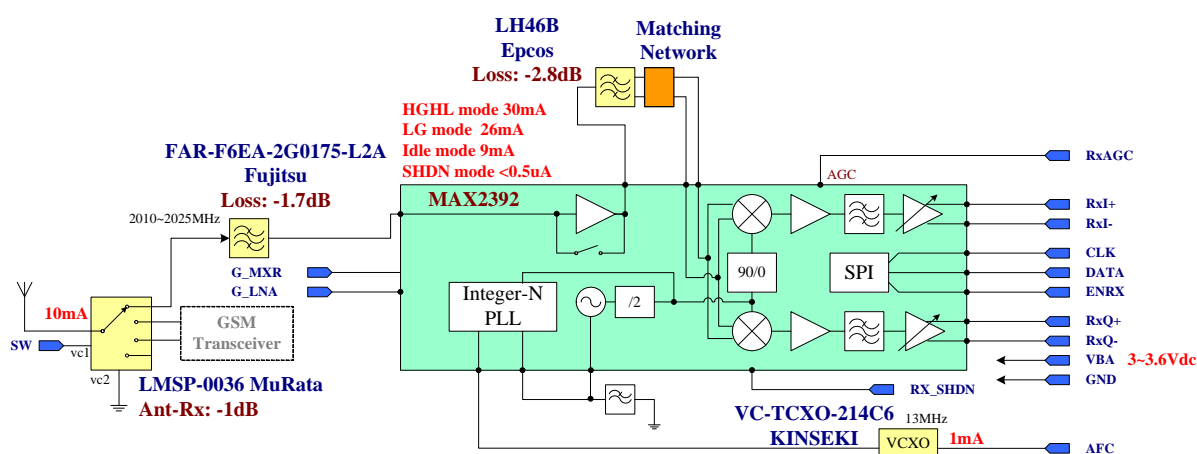 LH46B
Epcos
Loss: -2.8dB
Matching
Network
HGHL mode 30mA
LG mode 26mA
Idle mode 9mA
SHDN mode <0.5uA
FAR-F6EA-2G0175-L2A
Fujitsu
Loss: -1.7dB
2010~2025MHz
MAX2392
AGC
RxAGC
RxI+
RxI-
CLK
DATA
ENRX
RxQ+
RxQ-
VBA 3~3.6Vdc
GND
90/0
SPI
G_MXR
G_LNA
Integer-N
PLL
/2
10mA
SW
vc1
vc2
GSM
Transceiver
LMSP-0036 MuRata
Ant-Rx: -1dB
RX_SHDN
VC-TCXO-214C6
KINSEKI
13MHz
VCXO
1mA
AFC